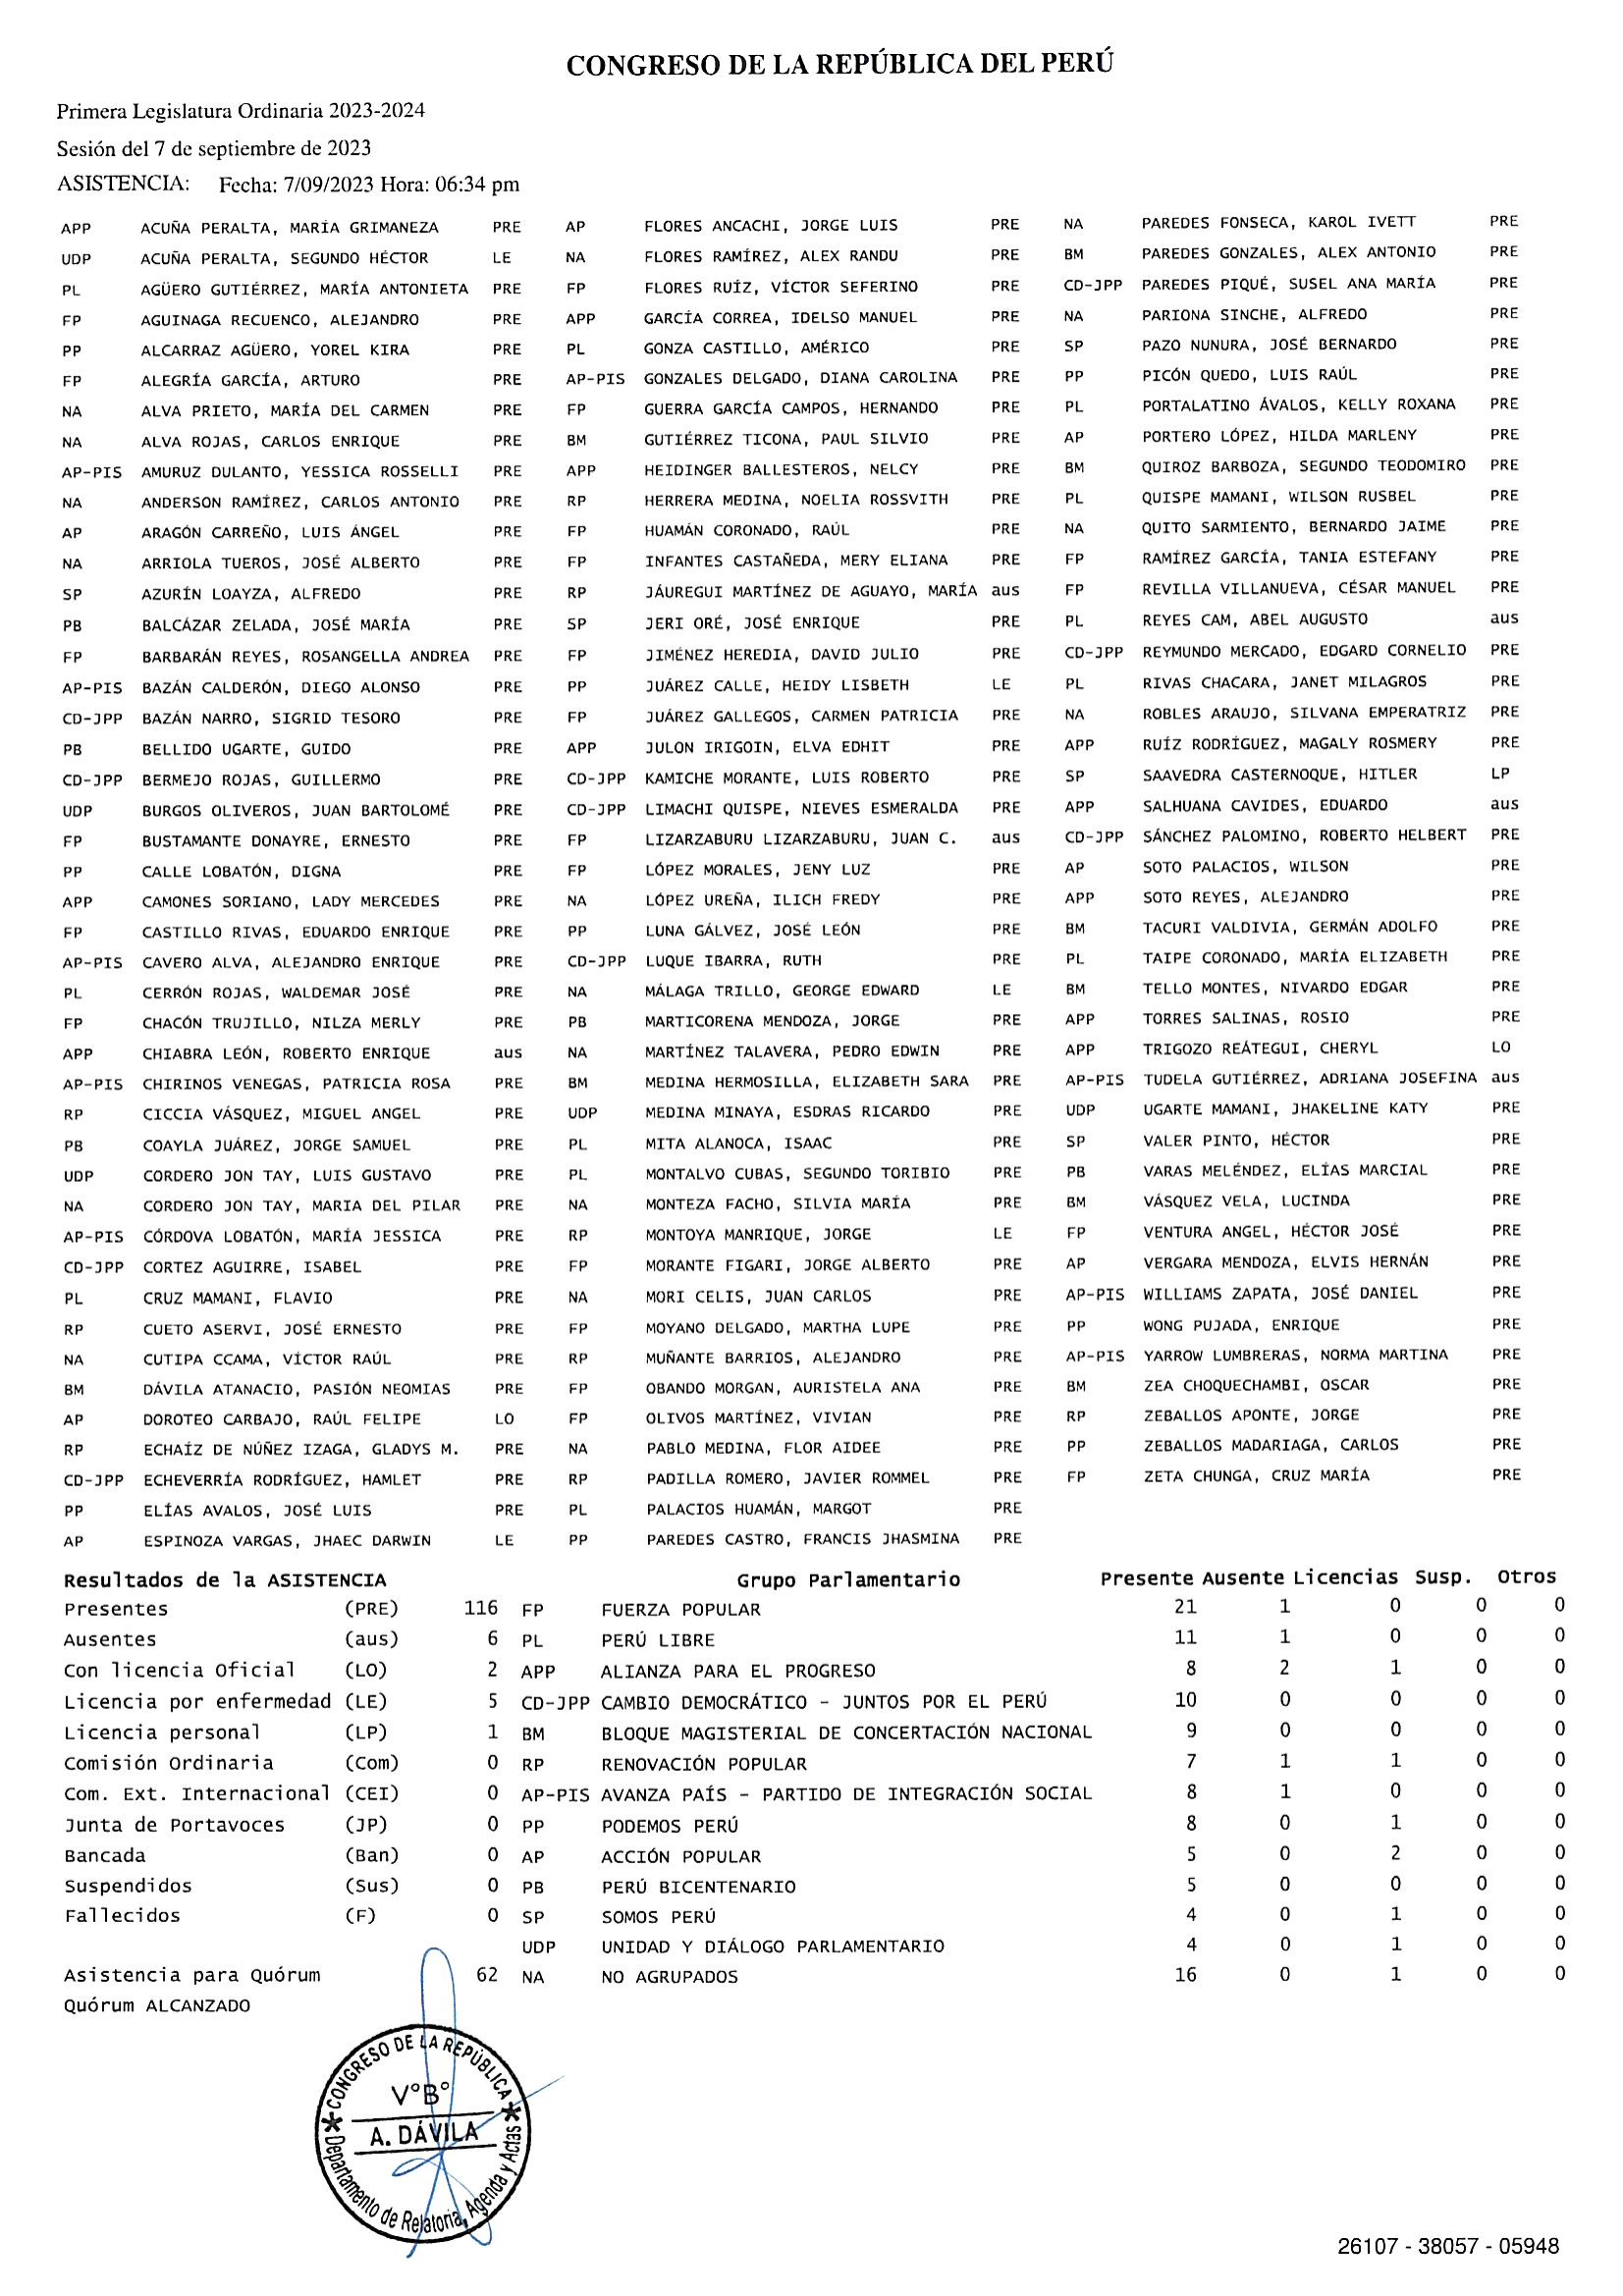 CONGRESO DE LA REPÚBLICA DEL PERÚ
Primera Legislatura Ordinaria 2023-2024
Sesión del 7 de septiembre de 2023
ASISTENCIA: Fecha: 7/09/2023 Hora: 06:34 pm
APP ACUÑA PERALTA, MARÍA GRIMANEZA PRE AP FLORES ANCACHI, JORGE LUIS PRE NA PAREDES FONSECA, KAROL IVETT PRE
UDP ACUÑA PERALTA, SEGUNDO HÉCTOR LE NA FLORES RAMÍREZ, ALEX RANDU PRE BM PAREDES GONZALES, ALEX ANTONIO PRE
PL AGÜERO GUTIÉRREZ, MARÍA ANTONIETA PRE FP FLORES RUÍZ, VÍCTOR SEFERINO PRE CD-JPP PAREDES PIQUÉ, SUSEL ANA MARÍA PRE
FP AGUINAGA RECUENCO, ALEJANDRO PRE APP GARCÍA CORREA, IDELSO MANUEL PRE NA PARIONA SINCHE, ALFREDO PRE
PP ALCARRAZ AGÜERO, YOREL KIRA PRE PL GONZA CASTILLO, AMÉRICO PRE SP PAZO NUNURA, JOSÉ BERNARDO PRE
FP ALEGRÍA GARCÍA, ARTURO PRE AP-PIS GONZALES DELGADO, DIANA CAROLINA PRE PP PICÓN QUEDO, LUIS RAÚL PRE
NA ALVA PRIETO, MARÍA DEL CARMEN PRE FP GUERRA GARCÍA CAMPOS, HERNANDO PRE PL PORTALATINO ÁVALOS, KELLY ROXANA PRE
NA ALVA ROJAS, CARLOS ENRIQUE PRE BM GUTIÉRREZ TICONA, PAUL SILVIO PRE AP PORTERO LÓPEZ, HILDA MARLENY PRE
AP-PIS AMURUZ DULANTO, YESSICA ROSSELLI PRE APP HEIDINGER BALLESTEROS, NELCY PRE BM QUIROZ BARBOZA, SEGUNDO TEODOMIRO PRE
NA ANDERSON RAMÍREZ, CARLOS ANTONIO PRE RP HERRERA MEDINA, NOELIA ROSSVITH PRE PL QUISPE MAMANI, WILSON RUSBEL PRE
AP ARAGÓN CARREÑO, LUIS ÁNGEL PRE FP HUAMÁN CORONADO, RAÚL PRE NA QUITO SARMIENTO, BERNARDO JAIME PRE
NA ARRIOLA TUEROS, JOSÉ ALBERTO PRE FP INFANTES CASTAÑEDA, MERY ELIANA PRE FP RAMÍREZ GARCÍA, TANIA ESTEFANY PRE
SP AZURÍN LOAYZA, ALFREDO PRE RP JÁUREGUI MARTÍNEZ DE AGUAYO, MARÍA aus FP REVILLA VILLANUEVA, CÉSAR MANUEL PRE
PB BALCÁZAR ZELADA, JOSÉ MARÍA PRE SP JERI ORÉ, JOSÉ ENRIQUE PRE PL REYES CAM, ABEL AUGUSTO aus
FP BARBARÁN REYES, ROSANGELLA ANDREA PRE FP JIMÉNEZ HEREDIA, DAVID JULIO PRE CD-JPP REYMUNDO MERCADO, EDGARD CORNELIO PRE
AP-PIS BAZÁN CALDERÓN, DIEGO ALONSO PRE PP JUÁREZ CALLE, HEIDY LISBETH LE PL RIVAS CHACARA, JANET MILAGROS PRE
CD-JPP BAZÁN NARRO, SIGRID TESORO PRE FP JUÁREZ GALLEGOS, CARMEN PATRICIA PRE NA ROBLES ARAUJO, SILVANA EMPERATRIZ PRE
PB BELLIDO UGARTE, GUIDO PRE APP JULON IRIGOIN, ELVA EDHIT PRE APP RUÍZ RODRÍGUEZ, MAGALY ROSMERY PRE
CD-JPP BERMEJO ROJAS, GUILLERMO PRE CD-JPP KAMICHE MORANTE, LUIS ROBERTO PRE SP SAAVEDRA CASTERNOQUE, HITLER LP
UDP BURGOS OLIVEROS, JUAN BARTOLOMÉ PRE CD-JPP LIMACHI QUISPE, NIEVES ESMERALDA PRE APP SALHUANA CAVIDES, EDUARDO aus
FP BUSTAMANTE DONAYRE, ERNESTO PRE FP LIZARZABURU LIZARZABURU, JUAN C. aus CD-JPP SÁNCHEZ PALOMINO, ROBERTO HELBERT PRE
PP CALLE LOBATÓN, DIGNA PRE FP LÓPEZ MORALES, JENY LUZ PRE AP SOTO PALACIOS, WILSON PRE
APP CAMONES SORIANO, LADY MERCEDES PRE NA LÓPEZ UREÑA, ILICH FREDY PRE APP SOTO REYES, ALEJANDRO PRE
FP CASTILLO RIVAS, EDUARDO ENRIQUE PRE PP LUNA GÁLVEZ, JOSÉ LEÓN PRE BM TACURI VALDIVIA, GERMÁN ADOLFO PRE
AP-PIS CAVERO ALVA, ALEJANDRO ENRIQUE PRE CD-JPP LUQUE IBARRA, RUTH PRE PL TAIPE CORONADO, MARÍA ELIZABETH PRE
PL CERRÓN ROJAS, WALDEMAR JOSÉ PRE NA MÁLAGA TRILLO, GEORGE EDWARD LE BM TELLO MONTES, NIVARDO EDGAR PRE
FP CHACÓN TRUJILLO, NILZA MERLY PRE PB MARTICORENA MENDOZA, JORGE PRE APP TORRES SALINAS, ROSIO PRE
APP CHIABRA LEÓN, ROBERTO ENRIQUE aus NA MARTÍNEZ TALAVERA, PEDRO EDWIN PRE APP TRIGOZO REÁTEGUI, CHERYL LO
AP-PIS CHIRINOS VENEGAS, PATRICIA ROSA PRE BM MEDINA HERMOSILLA, ELIZABETH SARA PRE AP-PIS TUDELA GUTIÉRREZ, ADRIANA JOSEFINA aus
RP CICCIA VÁSQUEZ, MIGUEL ANGEL PRE UDP MEDINA MINAYA, ESDRAS RICARDO PRE UDP UGARTE MAMANI, JHAKELINE KATY PRE
PB COAYLA JUÁREZ, JORGE SAMUEL PRE PL MITA ALANOCA, ISAAC PRE SP VALER PINTO, HÉCTOR PRE
UDP CORDERO JON TAY, LUIS GUSTAVO PRE PL MONTALVO CUBAS, SEGUNDO TORIBIO PRE PB VARAS MELÉNDEZ, ELÍAS MARCIAL PRE
NA CORDERO JON TAY, MARIA DEL PILAR PRE NA MONTEZA FACHO, SILVIA MARÍA PRE BM VÁSQUEZ VELA, LUCINDA PRE
AP-PIS CÓRDOVA LOBATÓN, MARÍA JESSICA PRE RP MONTOYA MANRIQUE, JORGE LE FP VENTURA ANGEL, HÉCTOR JOSÉ PRE
CD-JPP CORTEZ AGUIRRE, ISABEL PRE FP MORANTE FIGARI, JORGE ALBERTO PRE AP VERGARA MENDOZA, ELVIS HERNÁN PRE
PL CRUZ MAMANI, FLAVIO PRE NA MORI CELIS, JUAN CARLOS PRE AP-PIS WILLIAMS ZAPATA, JOSÉ DANIEL PRE
RP CUETO ASERVI, JOSÉ ERNESTO PRE FP MOYANO DELGADO, MARTHA LUPE PRE PP WONG PUJADA, ENRIQUE PRE
NA CUTIPA CCAMA, VÍCTOR RAÚL PRE RP MUÑANTE BARRIOS, ALEJANDRO PRE AP-PIS YARROW LUMBRERAS, NORMA MARTINA PRE
BM DÁVILA ATANACIO, PASIÓN NEOMIAS PRE FP OBANDO MORGAN, AURISTELA ANA PRE BM ZEA CHOQUECHAMBI, OSCAR PRE
AP DOROTEO CARBAJO, RAÚL FELIPE LO FP OLIVOS MARTÍNEZ, VIVIAN PRE RP ZEBALLOS APONTE, JORGE PRE
RP ECHAÍZ DE NÚÑEZ IZAGA, GLADYS M. PRE NA PABLO MEDINA, FLOR AIDEE PRE PP ZEBALLOS MADARIAGA, CARLOS PRE
CD-JPP ECHEVERRÍA RODRÍGUEZ, HAMLET PRE RP PADILLA ROMERO, JAVIER ROMMEL PRE FP ZETA CHUNGA, CRUZ MARÍA PRE
PP ELÍAS AVALOS, JOSÉ LUIS PRE PL PALACIOS HUAMÁN, MARGOT PRE
AP ESPINOZA VARGAS, JHAEC DARWIN LE PP PAREDES CASTRO, FRANCIS JHASMINA PRE
Resultados de la ASISTENCIA Grupo Parlamentario Presente Ausente Licencias Susp. Otros
Presentes (PRE) 116 FP FUERZA POPULAR 21 1 0 0 0
Ausentes (aus) 6 PL PERÚ LIBRE 11 1 0 0 0
Con licencia Oficial (LO) 2 APP ALIANZA PARA EL PROGRESO 8 2 1 0 0
Licencia por enfermedad (LE) 5 CD-JPP CAMBIO DEMOCRÁTICO - JUNTOS POR EL PERÚ 10 0 0 0 0
Licencia personal (LP) 1 BM BLOQUE MAGISTERIAL DE CONCERTACIÓN NACIONAL 9 0 0 0 0
Comisión Ordinaria (Com) 0 RP RENOVACIÓN POPULAR 7 1 1 0 0
Com. Ext. Internacional (CEI) 0 AP-PIS AVANZA PAÍS - PARTIDO DE INTEGRACIÓN SOCIAL 8 1 0 0 0
Junta de Portavoces (JP) 0 PP PODEMOS PERÚ 8 0 1 0 0
Bancada (Ban) 0 AP ACCIÓN POPULAR 5 0 2 0 0
Suspendidos (Sus) 0 PB PERÚ BICENTENARIO 5 0 0 0 0
Fallecidos (F) 0 SP SOMOS PERÚ 4 0 1 0 0
UDP UNIDAD Y DIÁLOGO PARLAMENTARIO 4 0 1 0 0
Asistencia para Quórum 62 NA NO AGRUPADOS 16 0 1 0 0
Quórum ALCANZADO
CONGRESO DE LA REPÚBLICA
V°B°
A. DÁVILA
Departamento de Relatoria, Agenda y Actas
26107 - 38057 - 05948